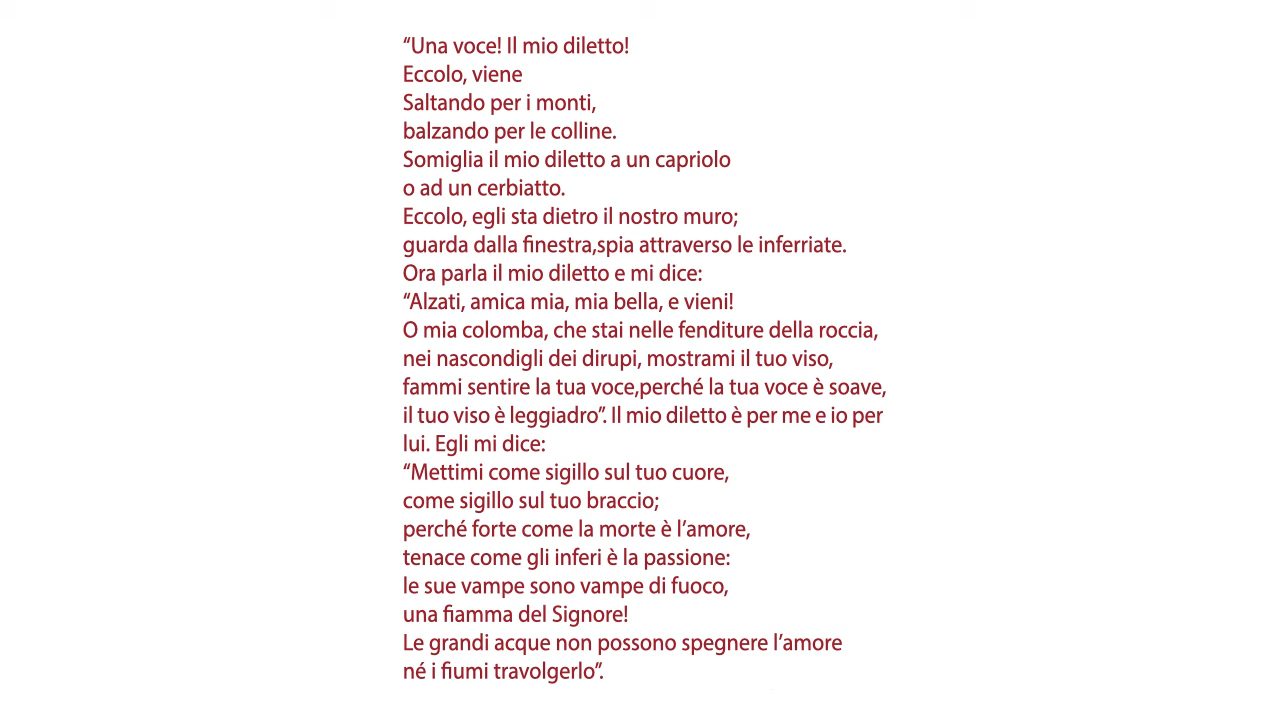 “Una voce! Il mio diletto!
Eccolo, viene
Saltando per i monti,
balzando per le colline.
Somiglia il mio diletto a un capriolo
o ad un cerbiatto.
Eccolo, egli sta dietro il nostro muro;
guarda dalla finestra,spia attraverso le inferriate.
Ora parla il mio diletto e mi dice:
“Alzati, amica mia, mia bella, e vieni!
O mia colomba, che stai nelle fenditure della roccia,
nei nascondigli dei dirupi, mostrami il tuo viso,
fammi sentire la tua voce,perché la tua voce è soave,
il tuo viso è leggiadro”. Il mio diletto è per me e io per
lui. Egli mi dice:
“Mettimi come sigillo sul tuo cuore,
come sigillo sul tuo braccio;
perché forte come la morte è l’amore,
tenace come gli inferi è la passione:
le sue vampe sono vampe di fuoco,
una fiamma del Signore!
Le grandi acque non possono spegnere l’amore
né i fiumi travolgerlo”.